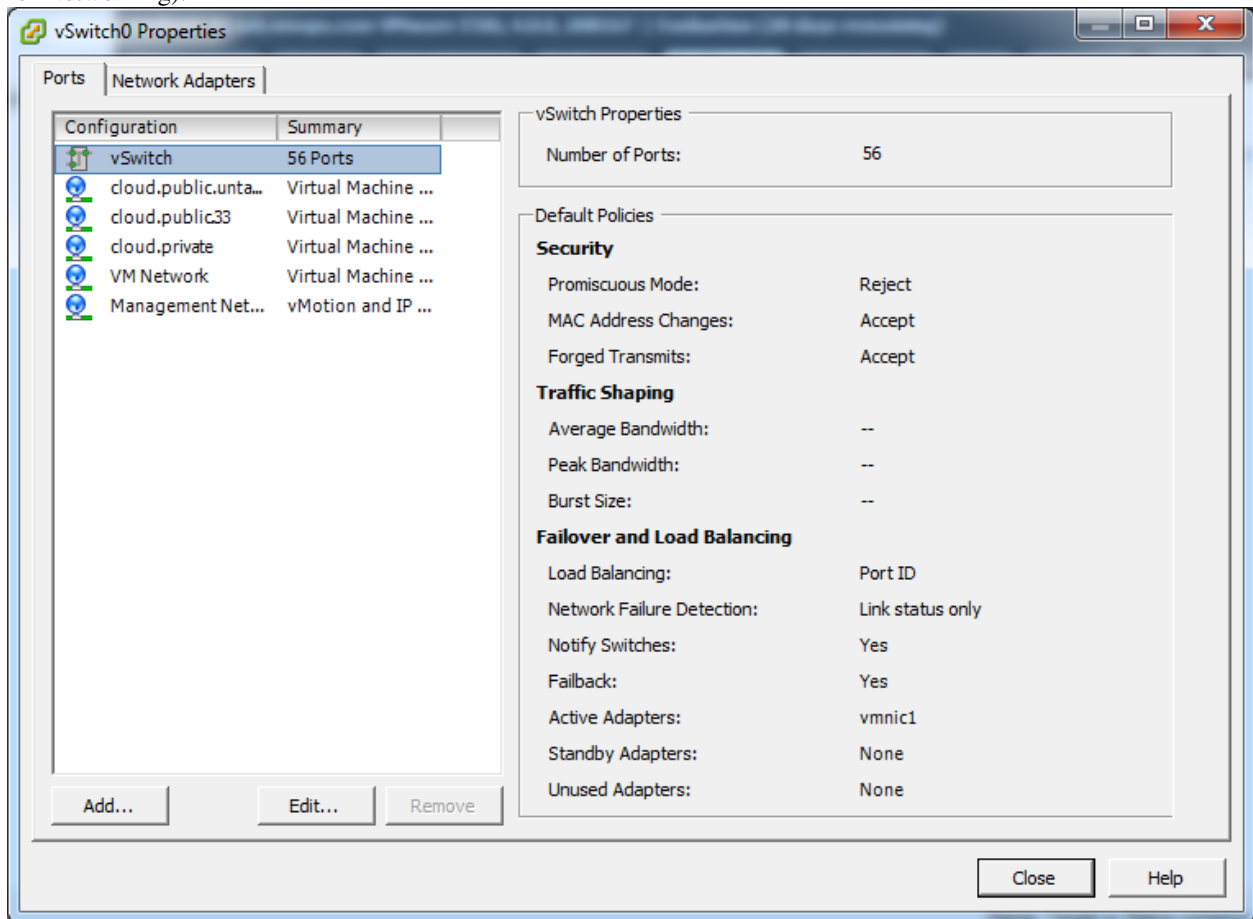 vSwitch0 Properties
Ports Network Adapters
Configuration Summary
vSwitch 56 Ports
cloud.public.unta... Virtual Machine ...
cloud.public.33 Virtual Machine ...
cloud.private Virtual Machine ...
VM Network Virtual Machine ...
Management Net... vMotion and IP ...
Add... Edit... Remove
vSwitch Properties
Number of Ports: 56
Default Policies
Security
Promiscuous Mode: Reject
MAC Address Changes: Accept
Forged Transmits: Accept
Traffic Shaping
Average Bandwidth: --
Peak Bandwidth: --
Burst Size: --
Failover and Load Balancing
Load Balancing: Port ID
Network Failure Detection: Link status only
Notify Switches: Yes
Failback: Yes
Active Adapters: vmnic1
Standby Adapters: None
Unused Adapters: None
Close Help